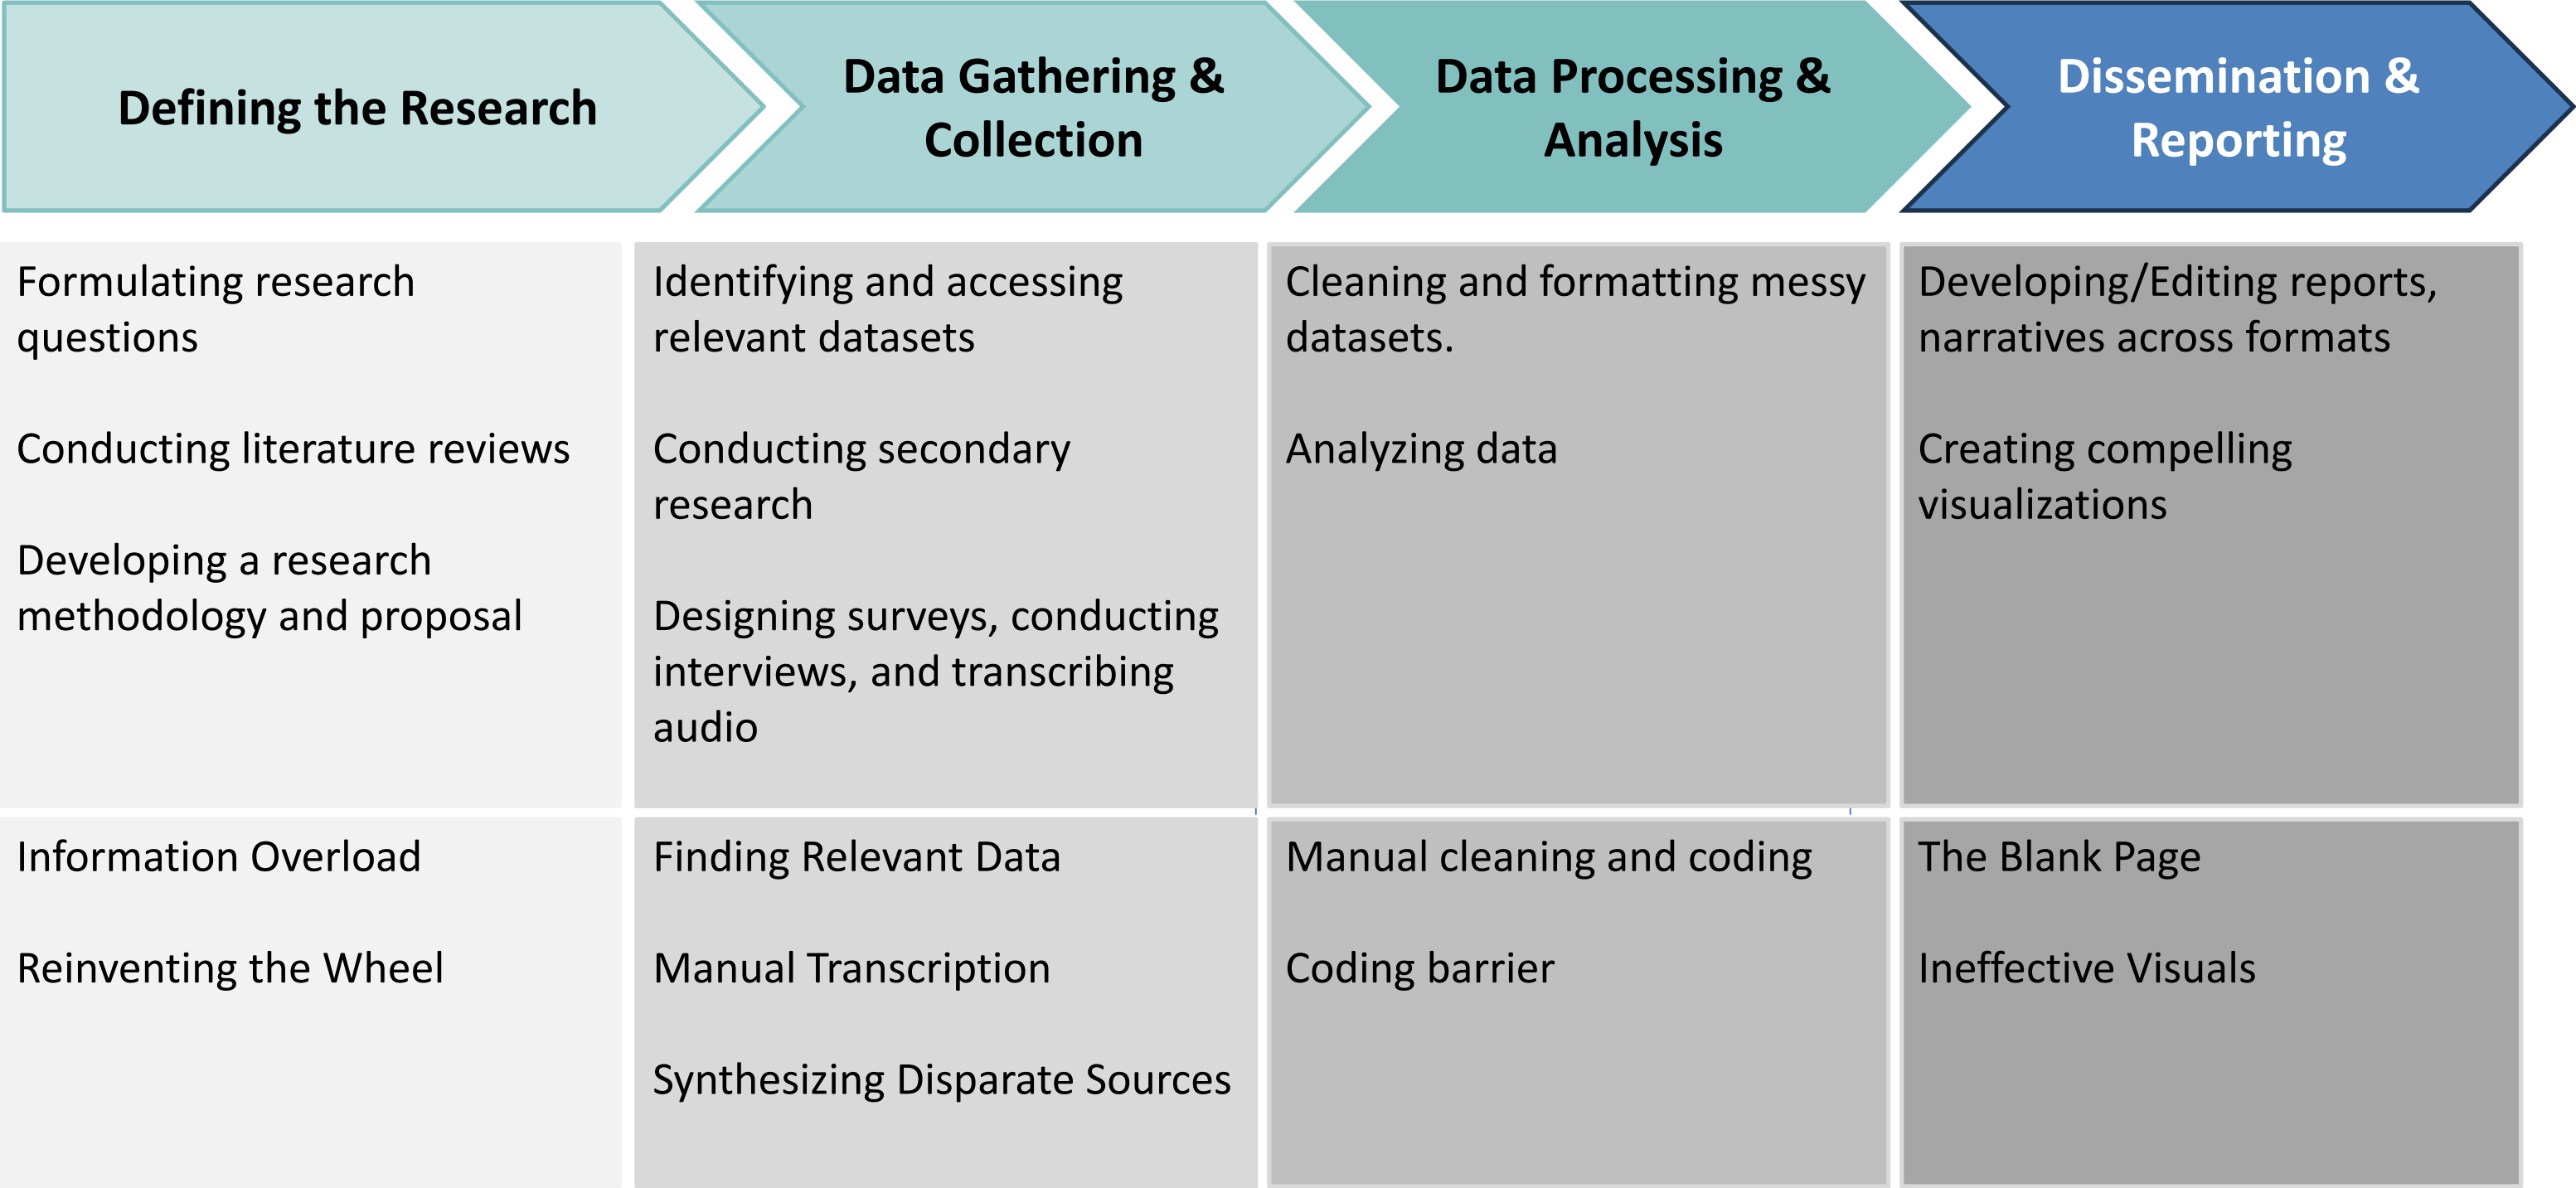 Defining the Research
Data Gathering &
Collection
Data Processing &
Analysis
Dissemination &
Reporting
Formulating research
questions
Conducting literature reviews
Developing a research
methodology and proposal
Identifying and accessing
relevant datasets
Conducting secondary
research
Designing surveys, conducting
interviews, and transcribing
audio
Cleaning and formatting messy
datasets.
Analyzing data
Developing/Editing reports,
narratives across formats
Creating compelling
visualizations
Information Overload
Reinventing the Wheel
Finding Relevant Data
Manual Transcription
Synthesizing Disparate Sources
Manual cleaning and coding
Coding barrier
The Blank Page
Ineffective Visuals